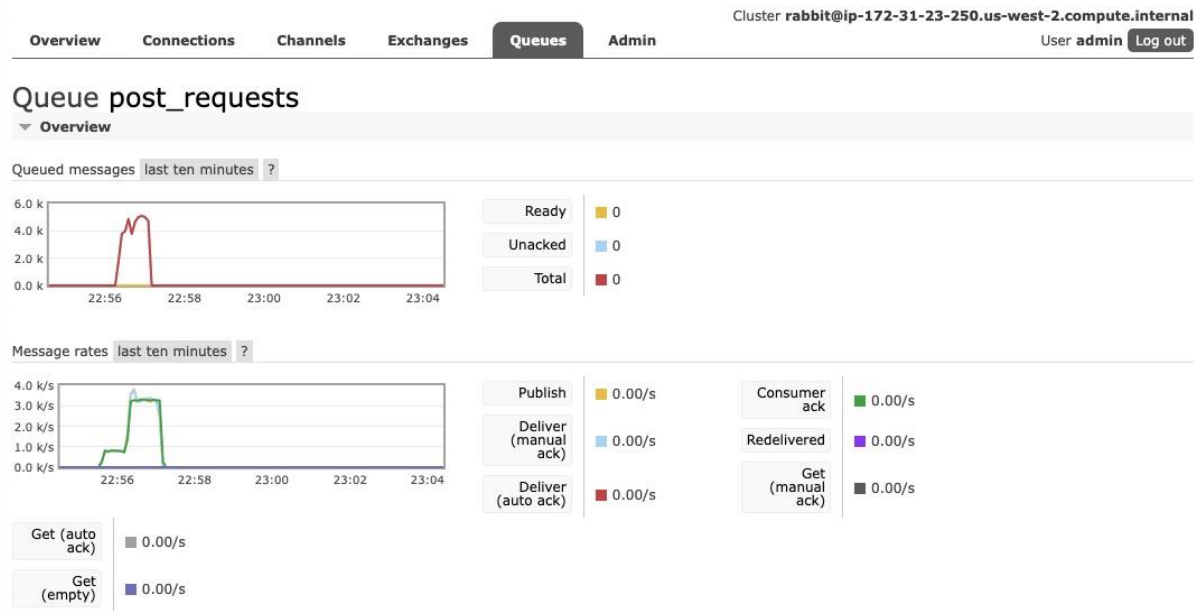 Cluster rabbit@ip-172-31-23-250.us-west-2.compute.internal
Overview Connections Channels Exchanges Queues Admin
User admin Log out
Queue post_requests
Overview
Queued messages last ten minutes ?
6.0 k
4.0 k
2.0 k
0.0 k
22:56 22:58 23:00 23:02 23:04
Ready 0
Unacked 0
Total 0
Message rates last ten minutes ?
4.0 k/s
3.0 k/s
2.0 k/s
1.0 k/s
0.0 k/s
22:56 22:58 23:00 23:02 23:04
Publish 0.00/s
Deliver
(manual 0.00/s
ack)
Deliver
(auto ack) 0.00/s
Consumer
ack 0.00/s
Redelivered 0.00/s
Get
(manual 0.00/s
ack)
Get (auto
ack) 0.00/s
Get
(empty) 0.00/s